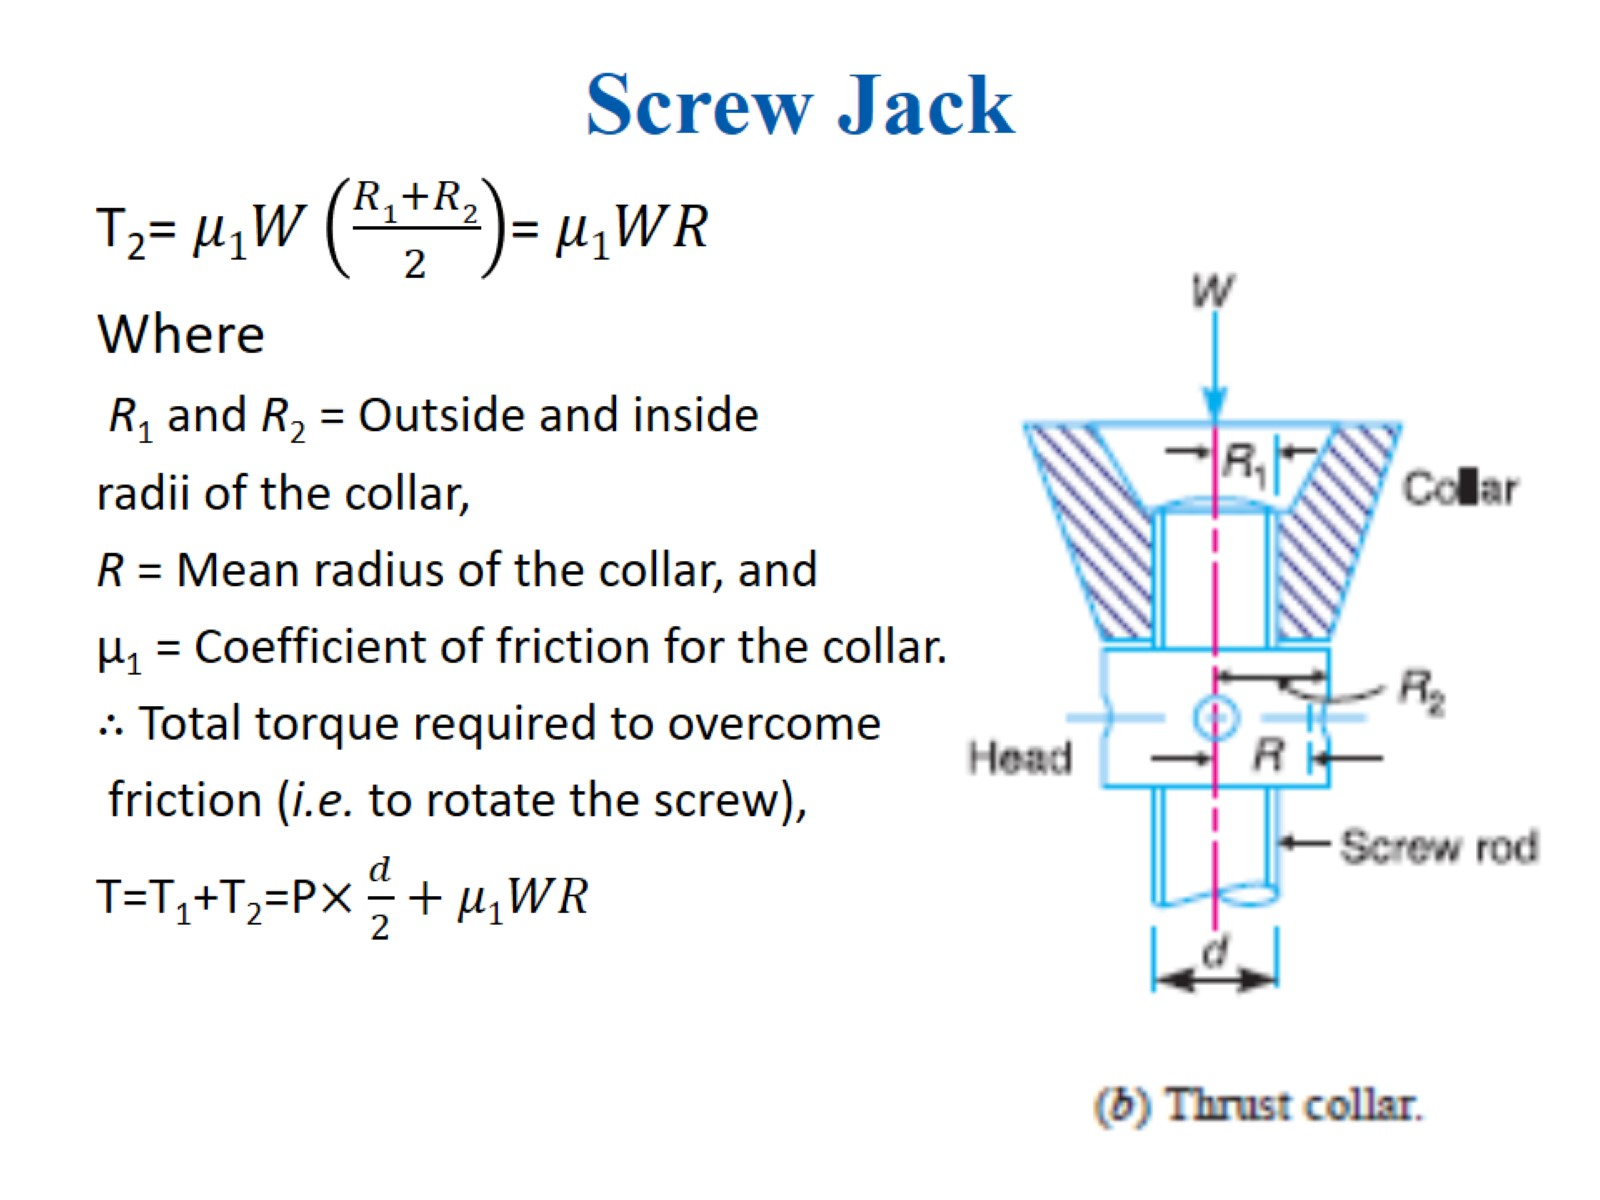 Screw Jack
T₂= μ₁W ((R₁+R₂)/2)= μ₁WR
Where
R₁ and R₂ = Outside and inside
radii of the collar,
R = Mean radius of the collar, and
μ₁ = Coefficient of friction for the collar.
∴ Total torque required to overcome
friction (i.e. to rotate the screw),
T=T₁+T₂=P× d/2 + μ₁WR
W
R₁
Collar
R₂
Head
R
Screw rod
d
(b) Thrust collar.